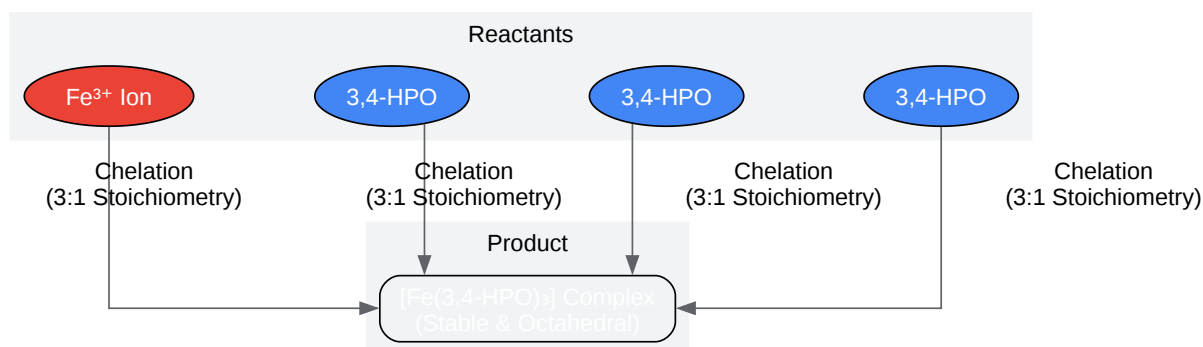 Reactants
Fe³⁺ Ion
3,4-HPO
3,4-HPO
3,4-HPO
Chelation
(3:1 Stoichiometry)
Chelation
(3:1 Stoichiometry)
Chelation
(3:1 Stoichiometry)
Chelation
(3:1 Stoichiometry)
Product
[Fe(3,4-HPO)₃] Complex
(Stable & Octahedral)